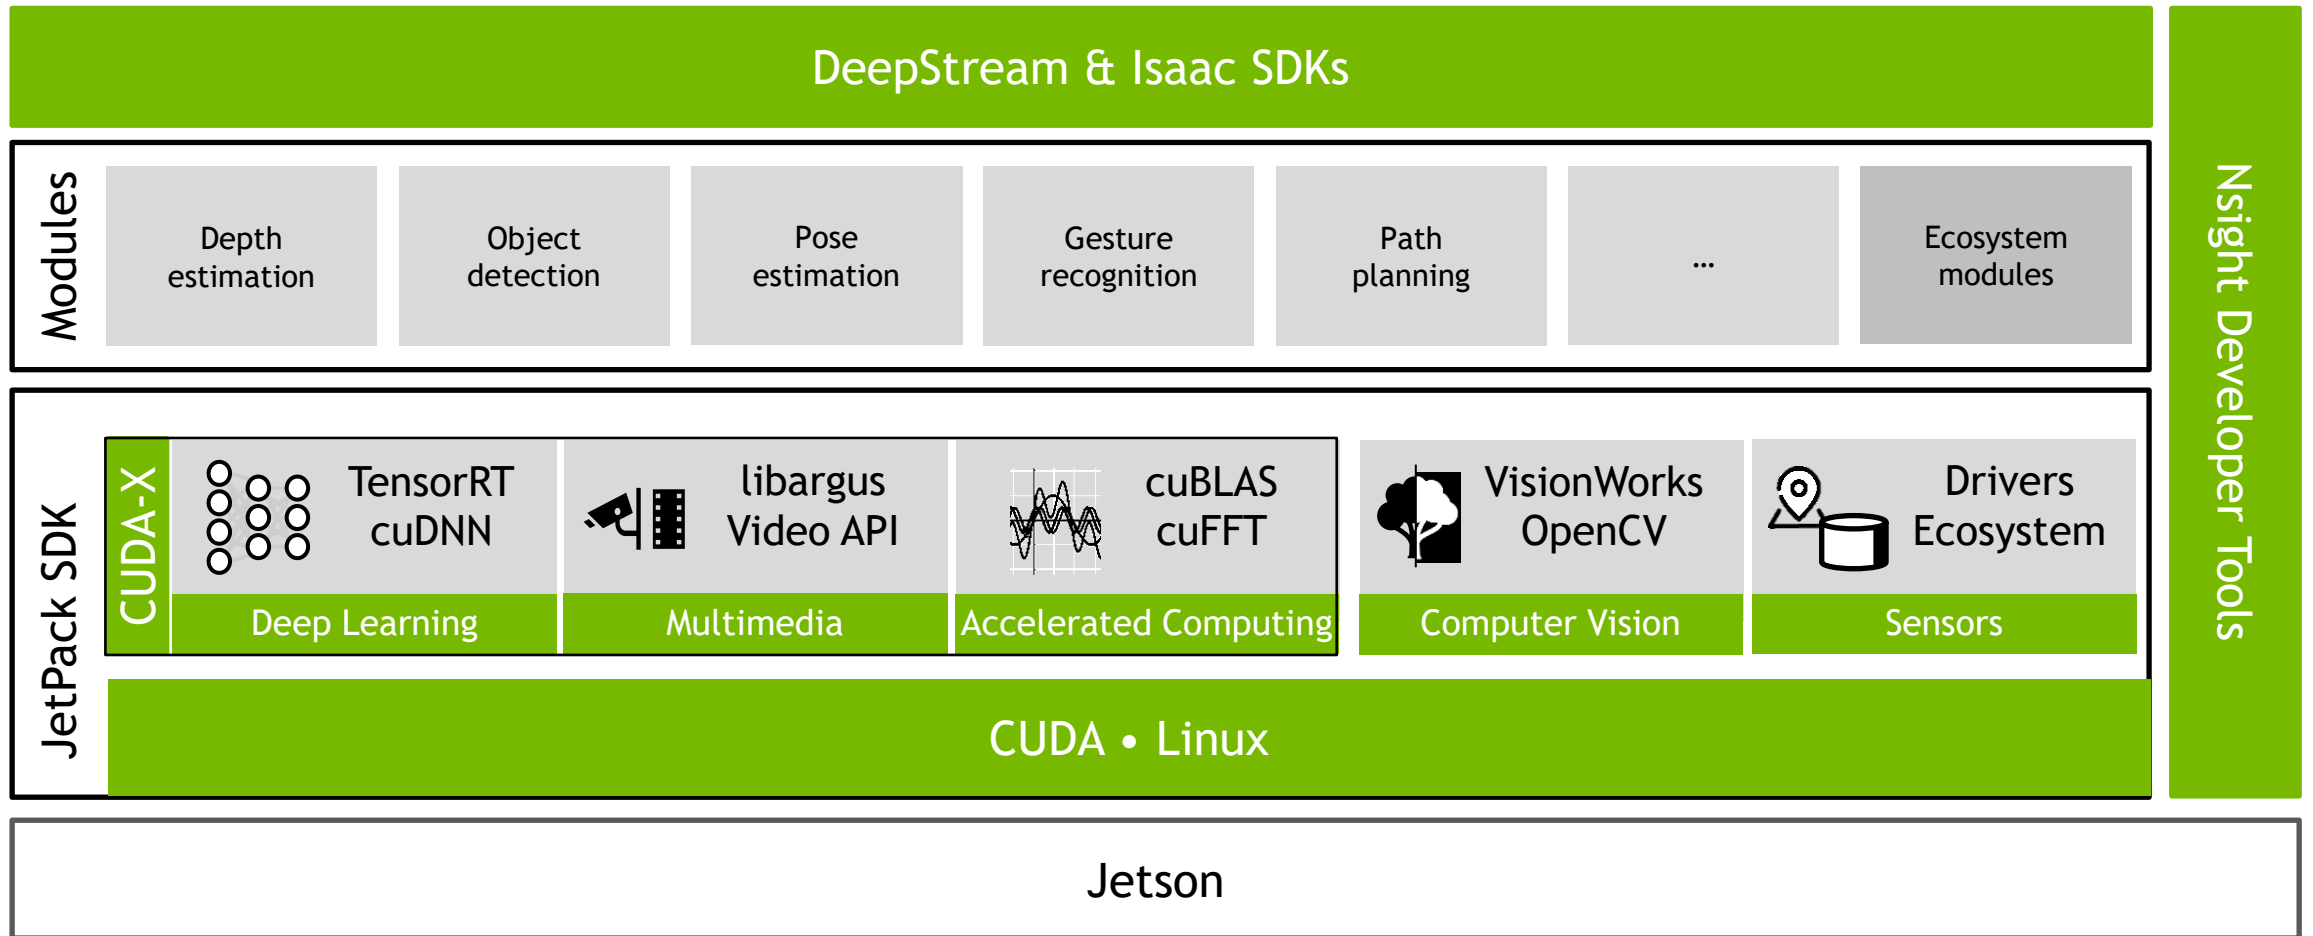 DeepStream & Isaac SDKs
Modules
Depth
estimation
Object
detection
Pose
estimation
Gesture
recognition
Path
planning
...
Ecosystem
modules
JetPack SDK
CUDA-X
TensorRT
cuDNN
Deep Learning
libargus
Video API
Multimedia
cuBLAS
cuFFT
Accelerated Computing
VisionWorks
OpenCV
Computer Vision
Drivers
Ecosystem
Sensors
CUDA • Linux
Nsight Developer Tools
Jetson